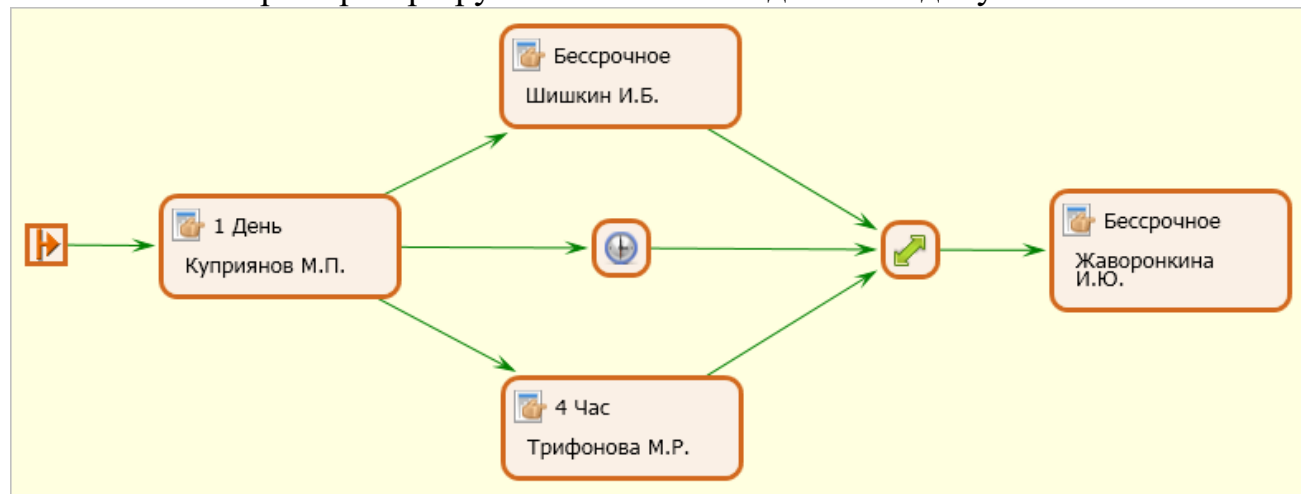 Бессрочное
Шишкин И.Б.
1 День
Куприянов М.П.
Бессрочное
Жаворонкина
И.Ю.
4 Час
Трифонова М.Р.